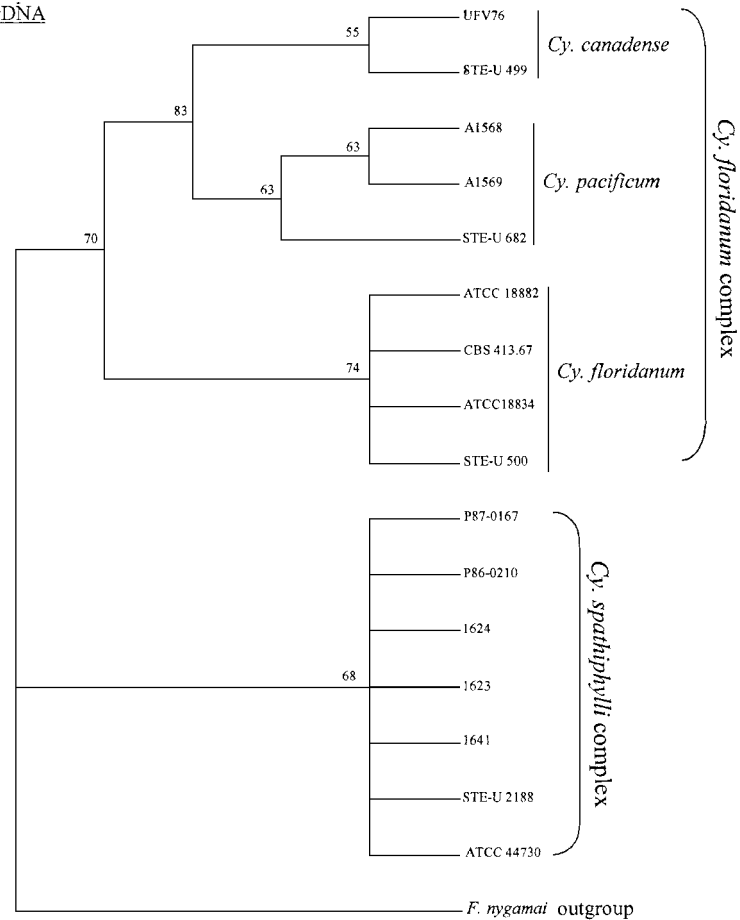 DNA
UFV76
STE-U 499
Cy. canadense
55
83
A1568
A1569
STE-U 682
Cy. pacificum
63
63
70
ATCC 18882
CBS 413.67
ATCC18834
STE-U 500
Cy. floridanum
74
Cy. floridanum complex
P87-0167
P86-0210
1624
1623
1641
STE-U 2188
ATCC 44730
68
Cy. spathiphylli complex
F. nygamai outgroup